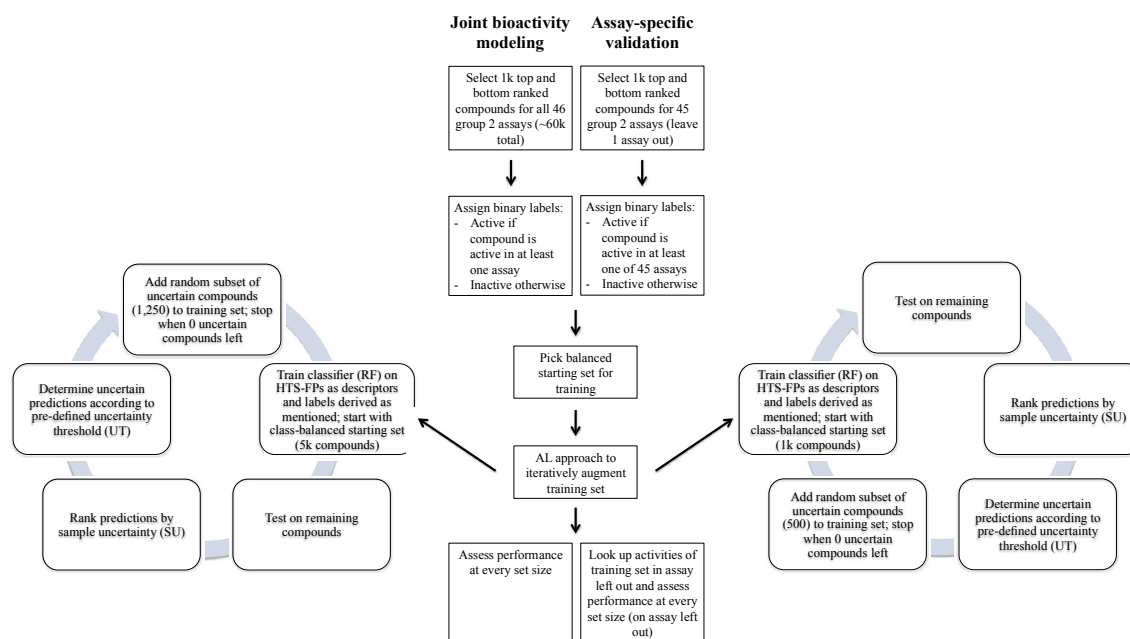 Joint bioactivity
modeling
Assay-specific
validation
Select 1k top and
bottom ranked
compounds for all 46
group 2 assays (~60k
total)
Select 1k top and
bottom ranked
compounds for 45
group 2 assays (leave
1 assay out)
Assign binary labels:
- Active if
compound is
active in at least
one assay
- Inactive otherwise
Assign binary labels:
- Active if
compound is
active in at least
one of 45 assays
- Inactive otherwise
Pick balanced
starting set for
training
AL approach to
iteratively augment
training set
Assess performance
at every set size
Look up activities of
training set in assay
left out and assess
performance at every
set size (on assay left
out)
Add random subset of
uncertain compounds
(1,250) to training set; stop
when 0 uncertain
compounds left
Train classifier (RF) on
HTS-FPs as descriptors
and labels derived as
mentioned; start with
class-balanced starting set
(5k compounds)
Test on remaining
compounds
Rank predictions by
sample uncertainty (SU)
Determine uncertain
predictions according to
pre-defined uncertainty
threshold (UT)
Test on remaining
compounds
Rank predictions by
sample uncertainty (SU)
Determine uncertain
predictions according to
pre-defined uncertainty
threshold (UT)
Add random subset of
uncertain compounds
(500) to training set; stop
when 0 uncertain
compounds left
Train classifier (RF) on
HTS-FPs as descriptors
and labels derived as
mentioned; start with
class-balanced starting set
(1k compounds)